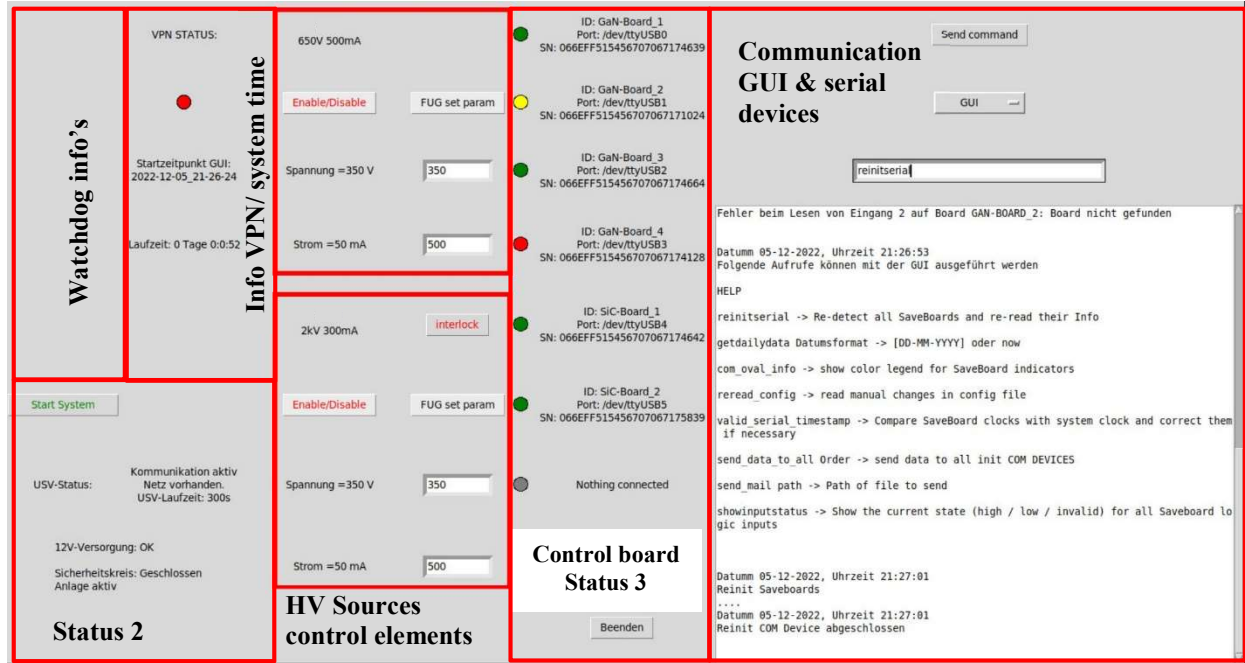 Watchdog info's
VPN STATUS:
Startzeitpunkt GUI:
2022-12-05_21-26-24
Laufzeit: 0 Tage 0:0:52
Info VPN/ system time
Start System
USV-Status:
Kommunikation aktiv
Netz vorhanden.
USV-Laufzeit: 300s
12V-Versorgung: OK
Sicherheitskreis: Geschlossen
Anlage aktiv
Status 2
650V 500mA
Enable/Disable
FUG set param
Spannung =350 V
350
Strom =50 mA
500
2kV 300mA
interlock
Enable/Disable
FUG set param
Spannung =350 V
350
Strom =50 mA
500
HV Sources
control elements
ID: GaN-Board_1
Port: /dev/ttyUSB0
SN: 066EFF515456707067174639
ID: GaN-Board_2
Port: /dev/ttyUSB1
SN: 066EFF515456707067171024
ID: GaN-Board_3
Port: /dev/ttyUSB2
SN: 066EFF515456707067174664
ID: GaN-Board_4
Port: /dev/ttyUSB3
SN: 066EFF515456707067174128
ID: SiC-Board_1
Port: /dev/ttyUSB4
SN: 066EFF515456707067174642
ID: SiC-Board_2
Port: /dev/ttyUSB5
SN: 066EFF515456707067175839
Nothing connected
Control board
Status 3
Beenden
Communication
GUI & serial
devices
Send command
GUI
reinitserial
Fehler beim Lesen von Eingang 2 auf Board GAN-BOARD_2: Board nicht gefunden
Datumm 05-12-2022, Uhrzeit 21:26:53
Folgende Aufrufe können mit der GUI ausgeführt werden
HELP
reinitserial -> Re-detect all SaveBoards and re-read their Info
getdailydata Datumsformat -> [DD-MM-YYYY] oder now
com_oval_info -> show color legend for SaveBoard indicators
reread_config -> read manual changes in config file
valid_serial_timestamp -> Compare SaveBoard clocks with system clock and correct them
if necessary
send_data_to_all Order -> send data to all init COM DEVICES
send_mail path -> Path of file to send
showinputstatus -> Show the current state (high / low / invalid) for all Saveboard lo
gic inputs
Datumm 05-12-2022, Uhrzeit 21:27:01
Reinit Saveboards
....
Datumm 05-12-2022, Uhrzeit 21:27:01
Reinit COM Device abgeschlossen